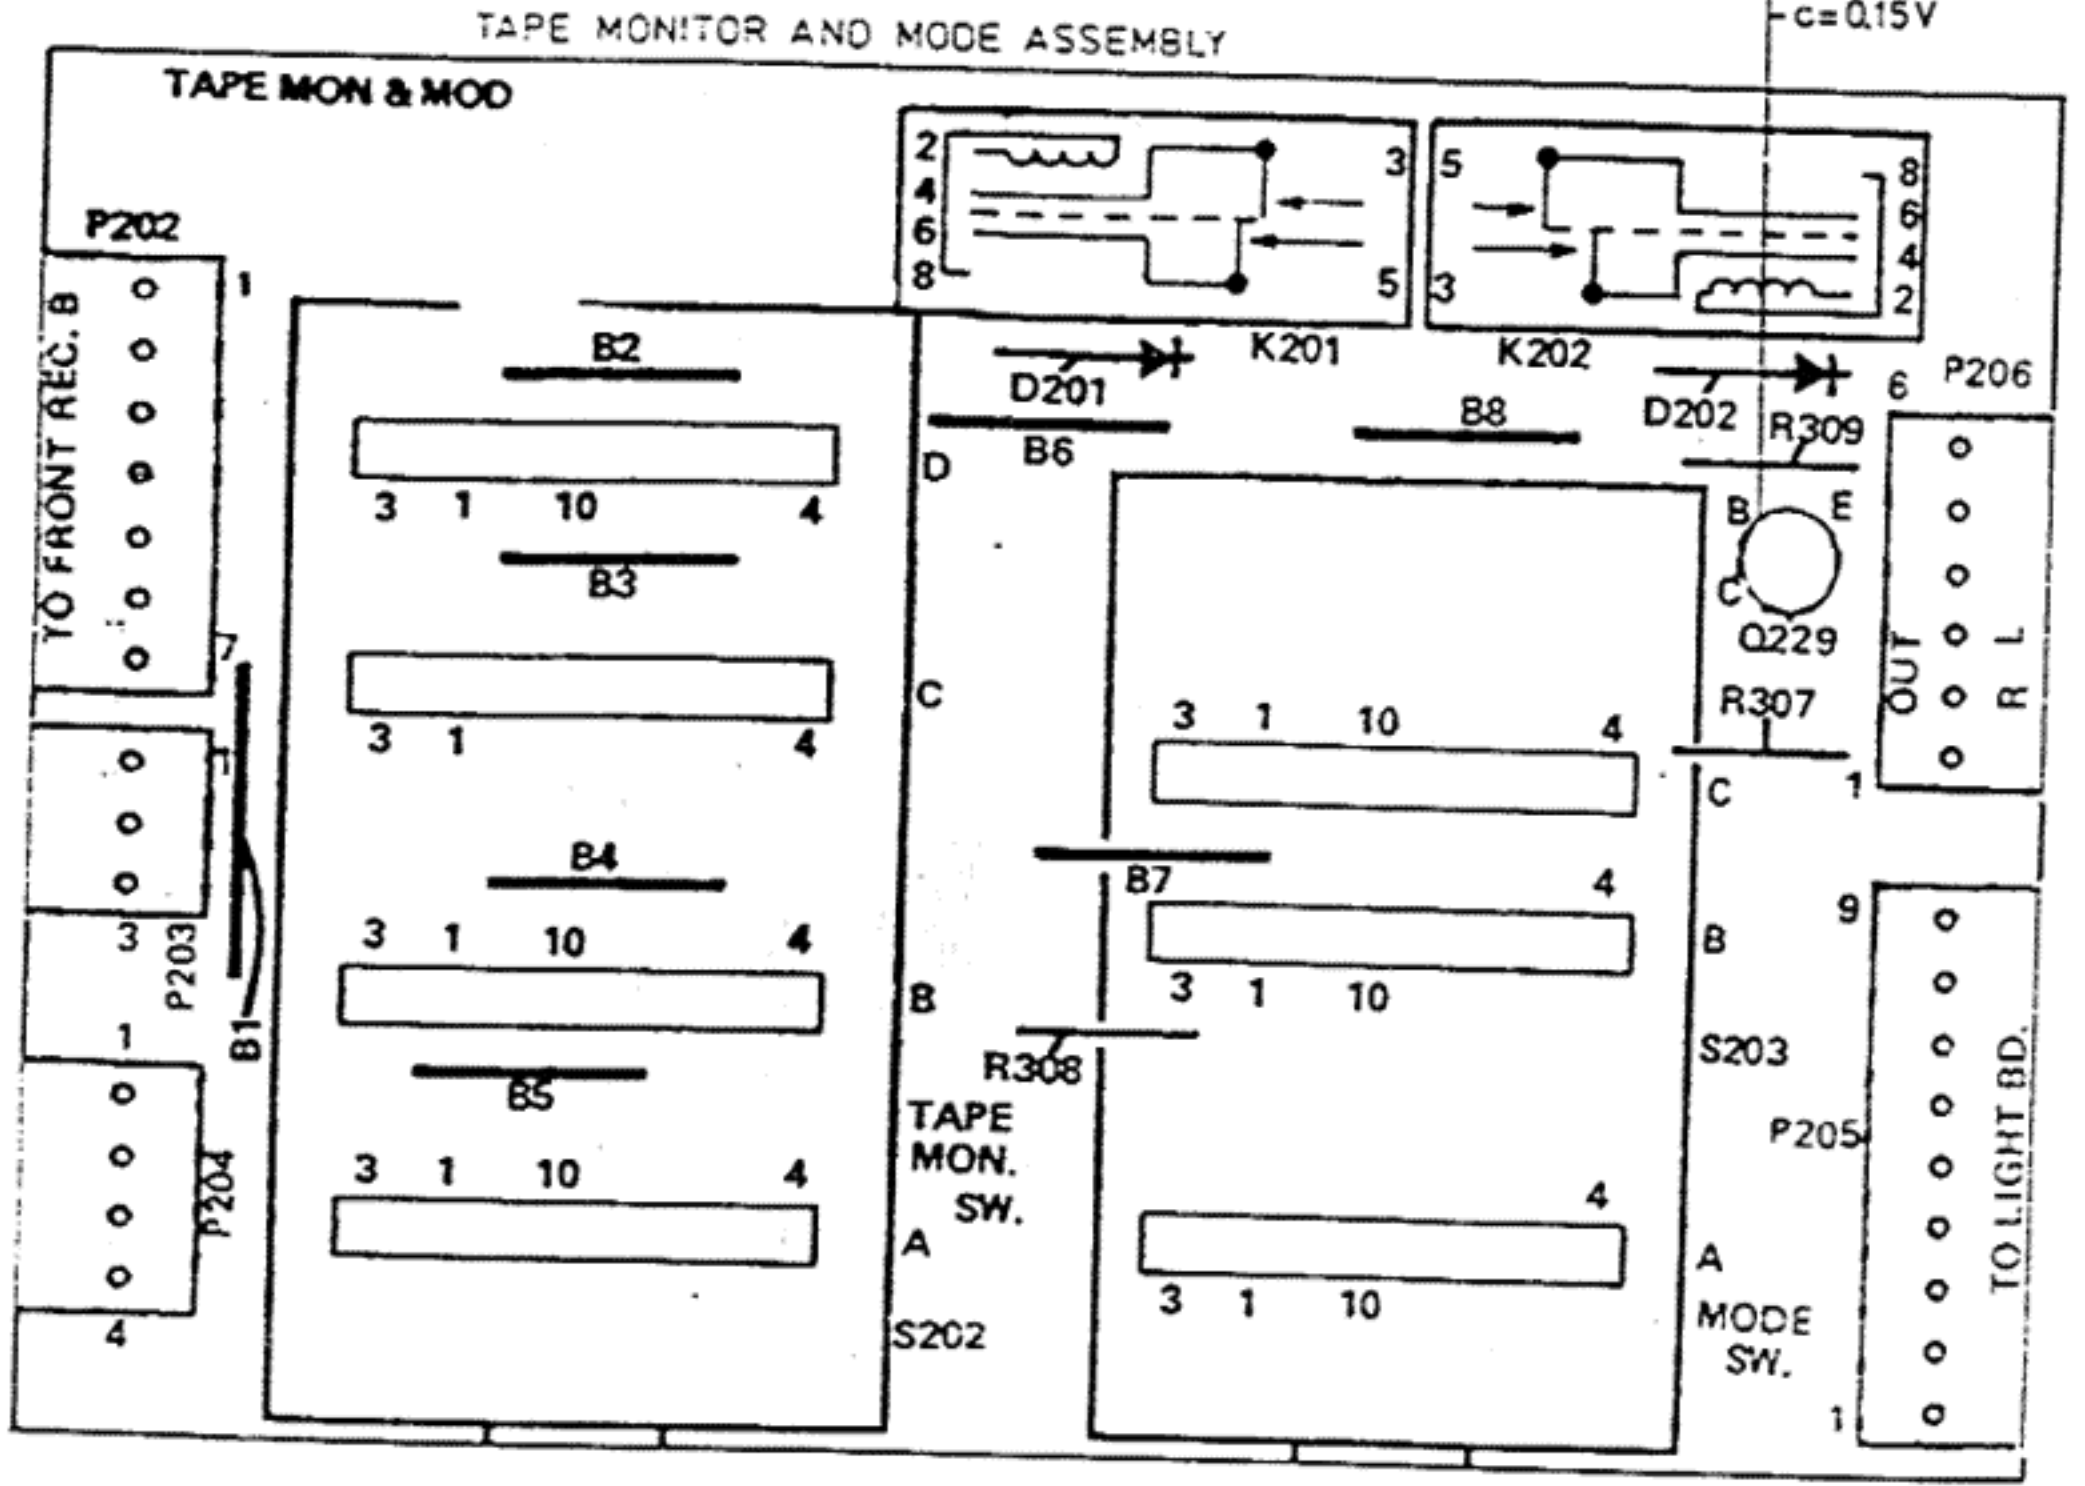 c=0.15V
TAPE MONITOR AND MODE ASSEMBLY
TAPE MON & MOD
2
4
6
8
3
5
K201
5
3
8
6
4
2
K202
P202
1
TO FRONT REC. B
7
B2
3 1 10 4
D
B3
C
3 1 4
B4
3 1 10 4
B
B5
3 1 10 4
A
TAPE
MON.
SW.
S202
D201
B6
B8
D202
R309
6
P206
B
E
C
Q229
OUT
L
R
R307
1
3 1 10 4
C
B7
4
B
3 1 10
R308
S203
4
A
3 1 10
MODE
SW.
9
P205
TO LIGHT BD.
1
3
P203
B1
1
P204
4